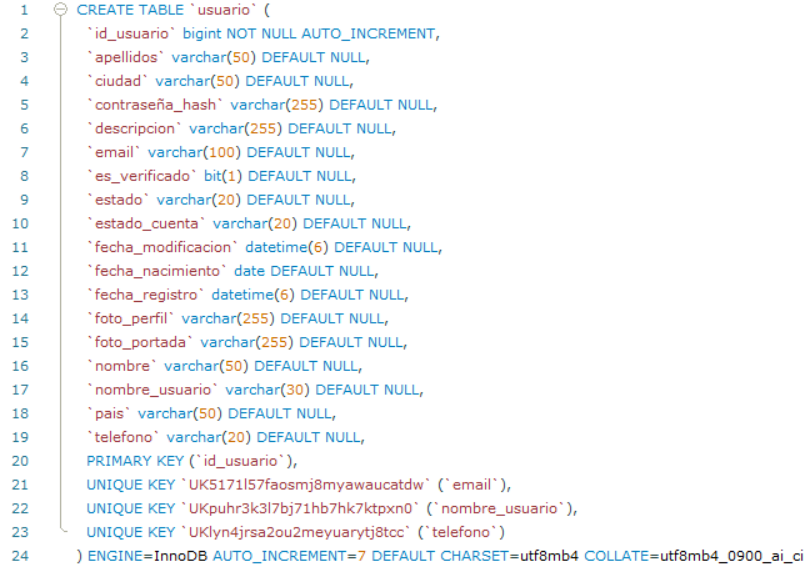 1 CREATE TABLE `usuario` (
2 `id_usuario` bigint NOT NULL AUTO_INCREMENT,
3 `apellidos` varchar(50) DEFAULT NULL,
4 `ciudad` varchar(50) DEFAULT NULL,
5 `contraseña_hash` varchar(255) DEFAULT NULL,
6 `descripcion` varchar(255) DEFAULT NULL,
7 `email` varchar(100) DEFAULT NULL,
8 `es_verificado` bit(1) DEFAULT NULL,
9 `estado` varchar(20) DEFAULT NULL,
10 `estado_cuenta` varchar(20) DEFAULT NULL,
11 `fecha_modificacion` datetime(6) DEFAULT NULL,
12 `fecha_nacimiento` date DEFAULT NULL,
13 `fecha_registro` datetime(6) DEFAULT NULL,
14 `foto_perfil` varchar(255) DEFAULT NULL,
15 `foto_portada` varchar(255) DEFAULT NULL,
16 `nombre` varchar(50) DEFAULT NULL,
17 `nombre_usuario` varchar(30) DEFAULT NULL,
18 `pais` varchar(50) DEFAULT NULL,
19 `telefono` varchar(20) DEFAULT NULL,
20 PRIMARY KEY (`id_usuario`),
21 UNIQUE KEY `UK5171l57faosmj8myawaucatdw` (`email`),
22 UNIQUE KEY `UKpuhr3k3l7bj71hb7hk7ktpxn0` (`nombre_usuario`),
23 UNIQUE KEY `UKlyn4jrsa2ou2meyuarytj8tcc` (`telefono`)
24 ) ENGINE=InnoDB AUTO_INCREMENT=7 DEFAULT CHARSET=utf8mb4 COLLATE=utf8mb4_0900_ai_ci